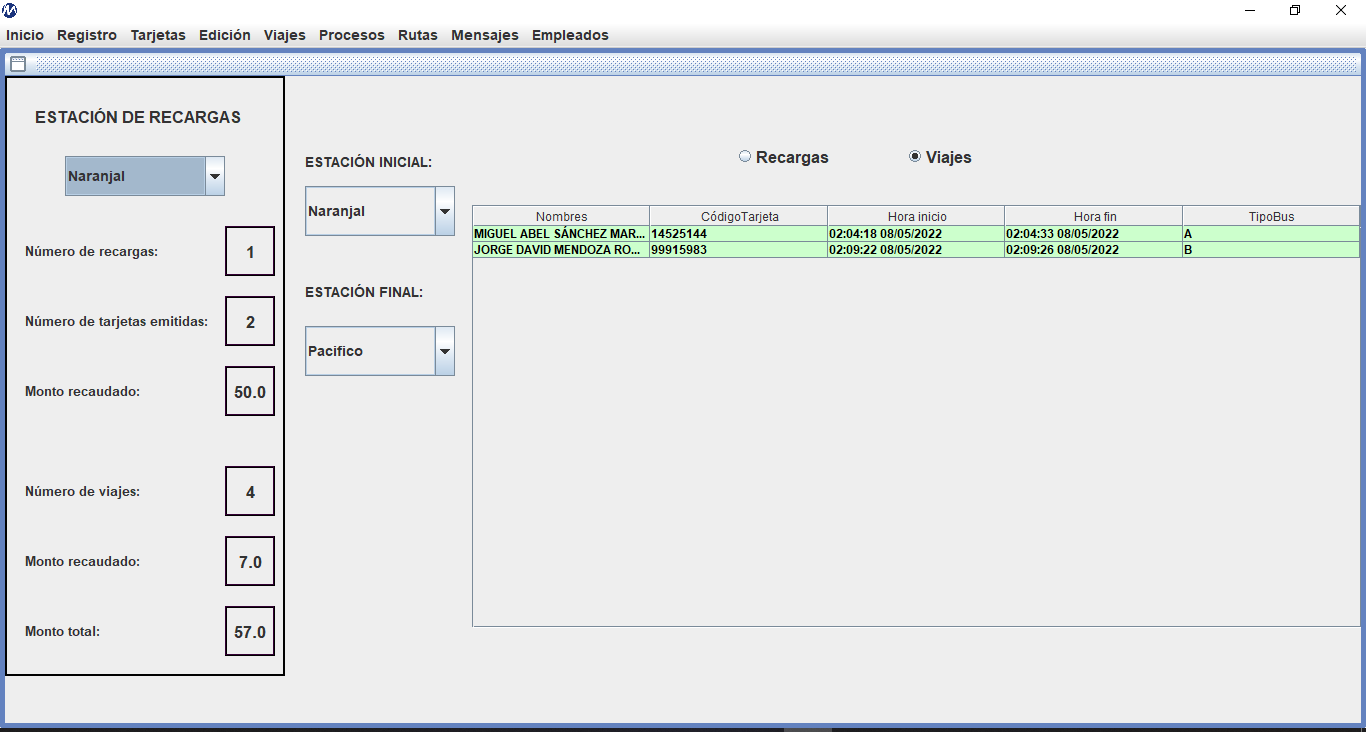 Inicio Registro Tarjetas Edición Viajes Procesos Rutas Mensajes Empleados
ESTACIÓN DE RECARGAS
Naranjal
Número de recargas: 1
Número de tarjetas emitidas: 2
Monto recaudado: 50.0
Número de viajes: 4
Monto recaudado: 7.0
Monto total: 57.0
ESTACIÓN INICIAL:
Naranjal
ESTACIÓN FINAL:
Pacifico
Recargas Viajes
Nombres CódigoTarjeta Hora inicio Hora fin TipoBus
MIGUEL ABEL SÁNCHEZ MAR... 14525144 02:04:18 08/05/2022 02:04:33 08/05/2022 A
JORGE DAVID MENDOZA RO... 99915983 02:09:22 08/05/2022 02:09:26 08/05/2022 B